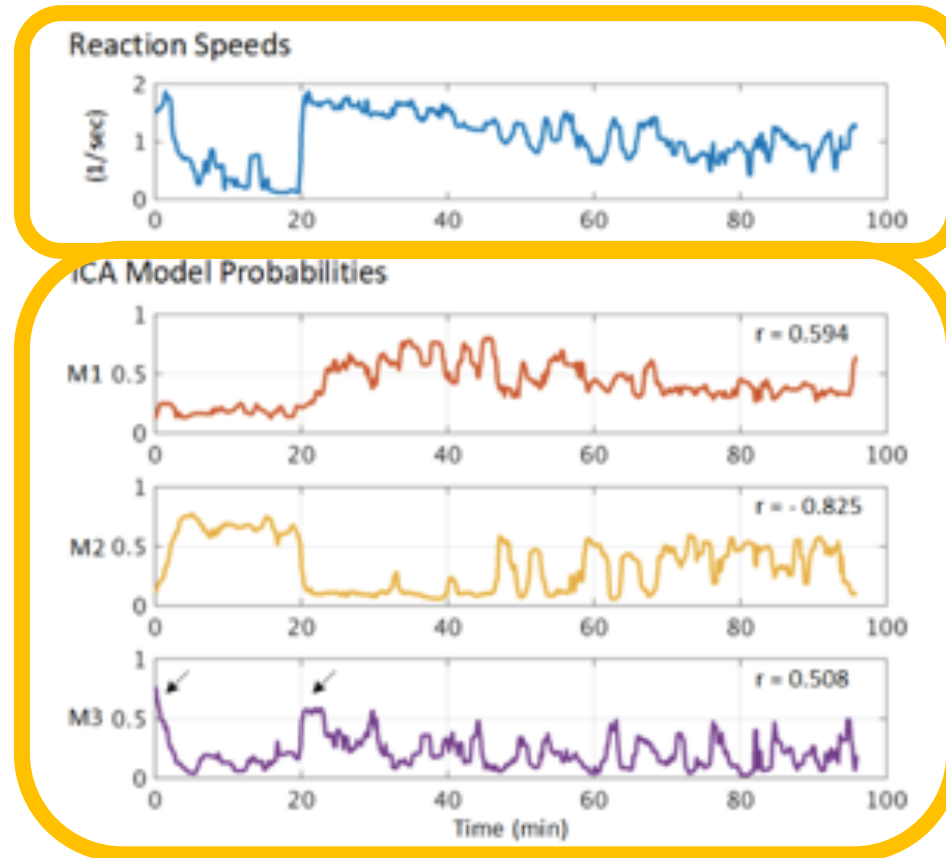 Reaction Speeds
2
1
0
(1/sec)
0 20 40 60 80 100
ICA Model Probabilities
1
r = 0.594
M1 0.5
0
0 20 40 60 80 100
1
r = - 0.825
M2 0.5
0
0 20 40 60 80 100
1
r = 0.508
M3 0.5
0
0 20 40 60 80 100
Time (min)